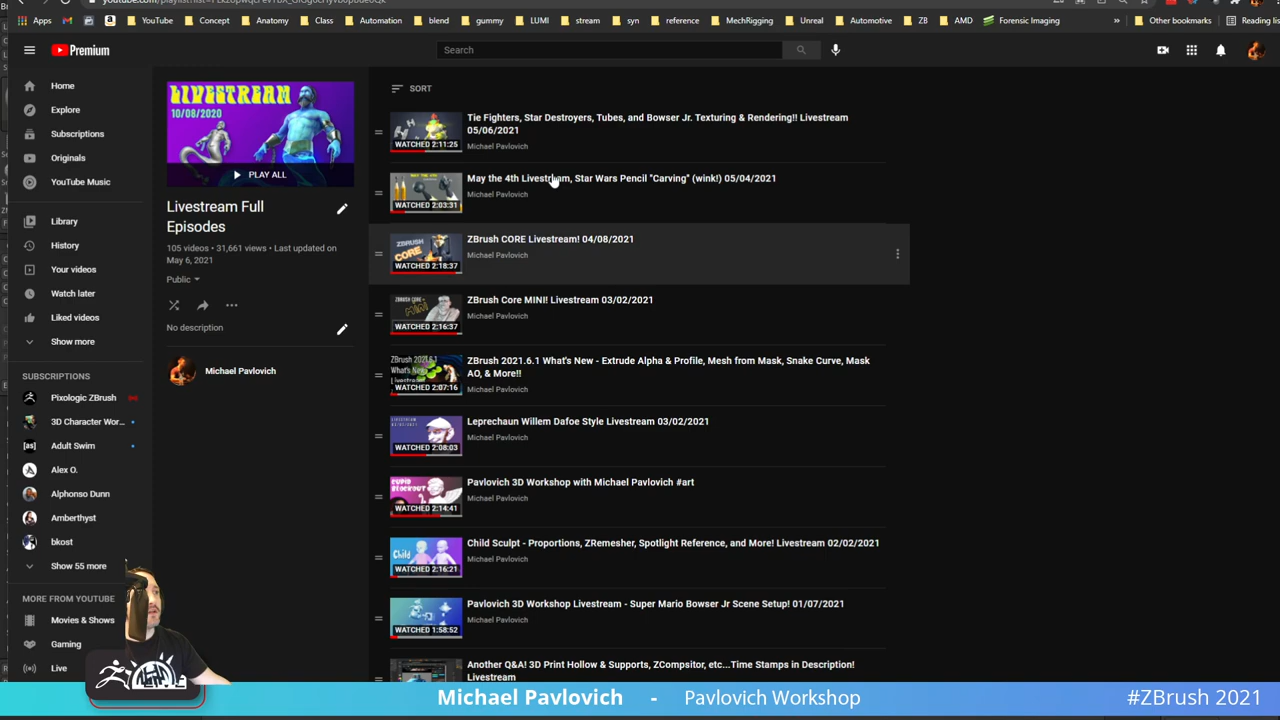 YouTube
Concept
Anatomy
Class
Automation
blend
gummy
LUMI
stream
syn
reference
MechRigging
Unreal
Automotive
ZB
AMD
Forensic Imaging
»
Other bookmarks
Reading list
Premium
Search
Home
Explore
Subscriptions
Originals
YouTube Music
Library
History
Your videos
Watch later
Liked videos
Show more
SUBSCRIPTIONS
Pixologic ZBrush
3D Character Wor...
Adult Swim
Alex O.
Alphonso Dunn
Amberthyst
bkost
Show 55 more
MORE FROM YOUTUBE
Movies & Shows
Gaming
Live
LIVESTREAM
10/08/2020
PLAY ALL
Livestream Full
Episodes
105 videos • 31,661 views • Last updated on
May 6, 2021
Public
No description
Michael Pavlovich
SORT
Tie Fighters, Star Destroyers, Tubes, and Bowser Jr. Texturing & Rendering!! Livestream
05/06/2021
Michael Pavlovich
WATCHED 2:11:25
May the 4th Livestream, Star Wars Pencil "Carving" (wink!) 05/04/2021
Michael Pavlovich
WATCHED 2:03:31
ZBrush CORE Livestream! 04/08/2021
Michael Pavlovich
ZBRUSH
CORE
WATCHED 2:18:37
ZBrush Core MINI! Livestream 03/02/2021
Michael Pavlovich
WATCHED 2:16:37
ZBrush 2021.6.1 What's New - Extrude Alpha & Profile, Mesh from Mask, Snake Curve, Mask
AO, & More!!
Michael Pavlovich
ZBrush 2021.6.1
What's New
Livestream
WATCHED 2:07:16
Leprechaun Willem Dafoe Style Livestream 03/02/2021
Michael Pavlovich
WATCHED 2:08:03
Pavlovich 3D Workshop with Michael Pavlovich #art
Michael Pavlovich
WATCHED 2:14:41
Child Sculpt - Proportions, ZRemesher, Spotlight Reference, and More! Livestream 02/02/2021
Michael Pavlovich
Child
WATCHED 2:16:21
Pavlovich 3D Workshop Livestream - Super Mario Bowser Jr Scene Setup! 01/07/2021
Michael Pavlovich
WATCHED 1:58:52
Another Q&A! 3D Print Hollow & Supports, ZComposer, etc...Time Stamps in Description!
Livestream
Michael Pavlovich - Pavlovich Workshop #ZBrush 2021